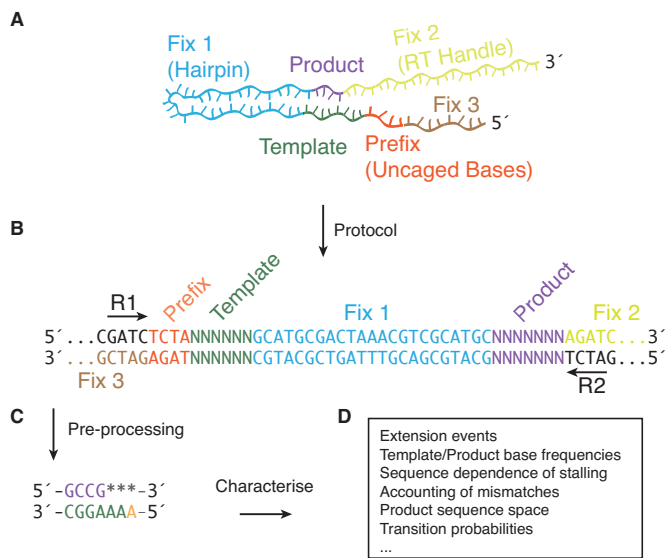 A
Fix 1
(Hairpin)
Product
Fix 2
(RT Handle)
3´
Template
Prefix
(Uncaged Bases)
Fix 3
5´
Protocol
B
R1
Prefix
Template
Fix 1
Product
Fix 2
5´...CGATCTCTANNNNNNGCATGCGACTAAACGTCGCATGCNNNNNNNAGATC...3´
3´...GCTAGAGATNNNNNNCGTACGCTGATTTGCAGCGTACGNNNNNNNTCTAG...5´
Fix 3
R2
C
Pre-processing
5´-GCCG***-3´
3´-CGGAAAA-5´
Characterise
D
Extension events
Template/Product base frequencies
Sequence dependence of stalling
Accounting of mismatches
Product sequence space
Transition probabilities
...